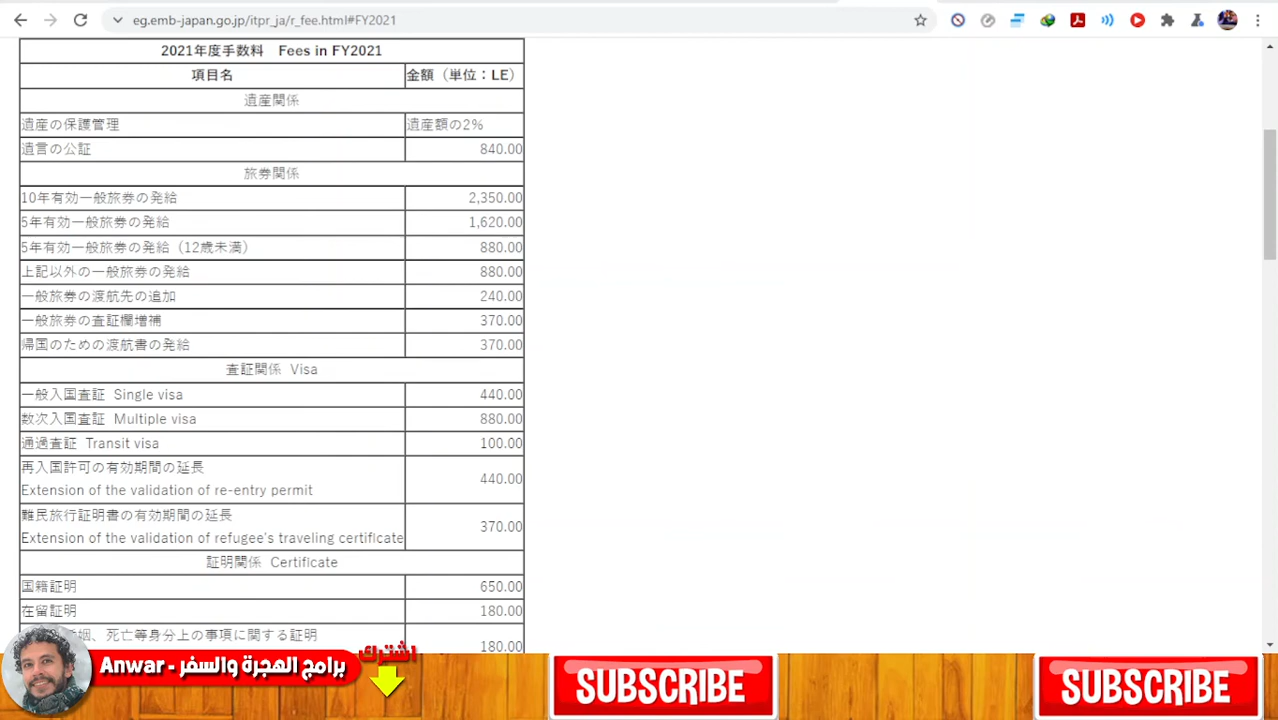 eg.emb-japan.go.jp/itpr_ja/r_fee.html#FY2021
2021年度手数料 Fees in FY2021
項目名 金額（単位：LE）
遺産関係
遺産の保護管理 遺産額の2%
遺言の公証 840.00
旅券関係
10年有効一般旅券の発給 2,350.00
5年有効一般旅券の発給 1,620.00
5年有効一般旅券の発給（12歳未満） 880.00
上記以外の一般旅券の発給 880.00
一般旅券の渡航先の追加 240.00
一般旅券の査証欄増補 370.00
帰国のための渡航書の発給 370.00
査証関係 Visa
一般入国査証 Single visa 440.00
数次入国査証 Multiple visa 880.00
通過査証 Transit visa 100.00
再入国許可の有効期間の延長
Extension of the validation of re-entry permit 440.00
難民旅行証明書の有効期間の延長
Extension of the validation of refugee's traveling certificate 370.00
証明関係 Certificate
国籍証明 650.00
在留証明 180.00
姻、死亡等身分上の事項に関する証明 180.00
Anwar - برامج الهجرة والسفر
اشترك
SUBSCRIBE
SUBSCRIBE